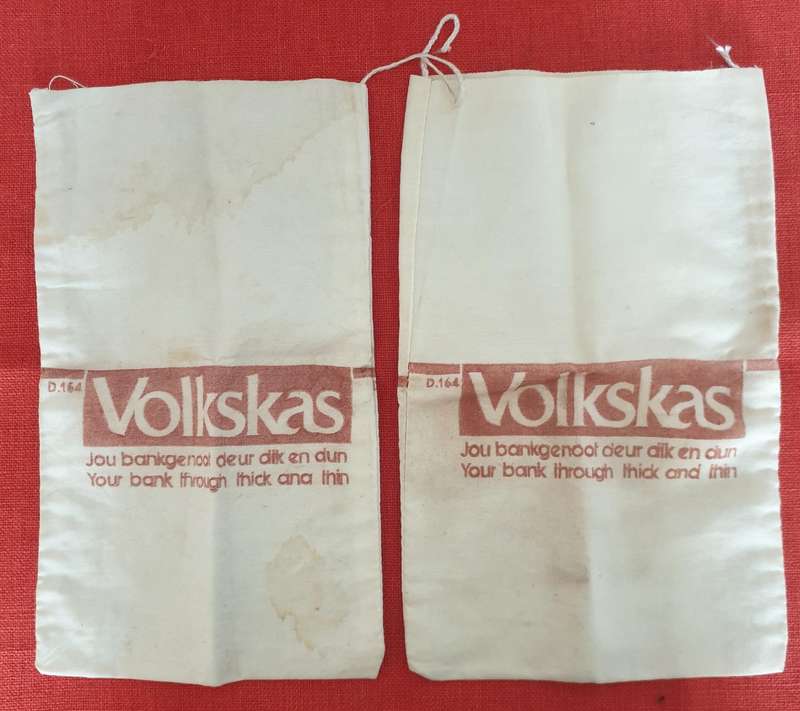 D.164 Volkskas
Jou bankgenoot deur dik en dun
Your bank through thick and thin
D.164 Volkskas
Jou bankgenoot deur dik en dun
Your bank through thick and thin